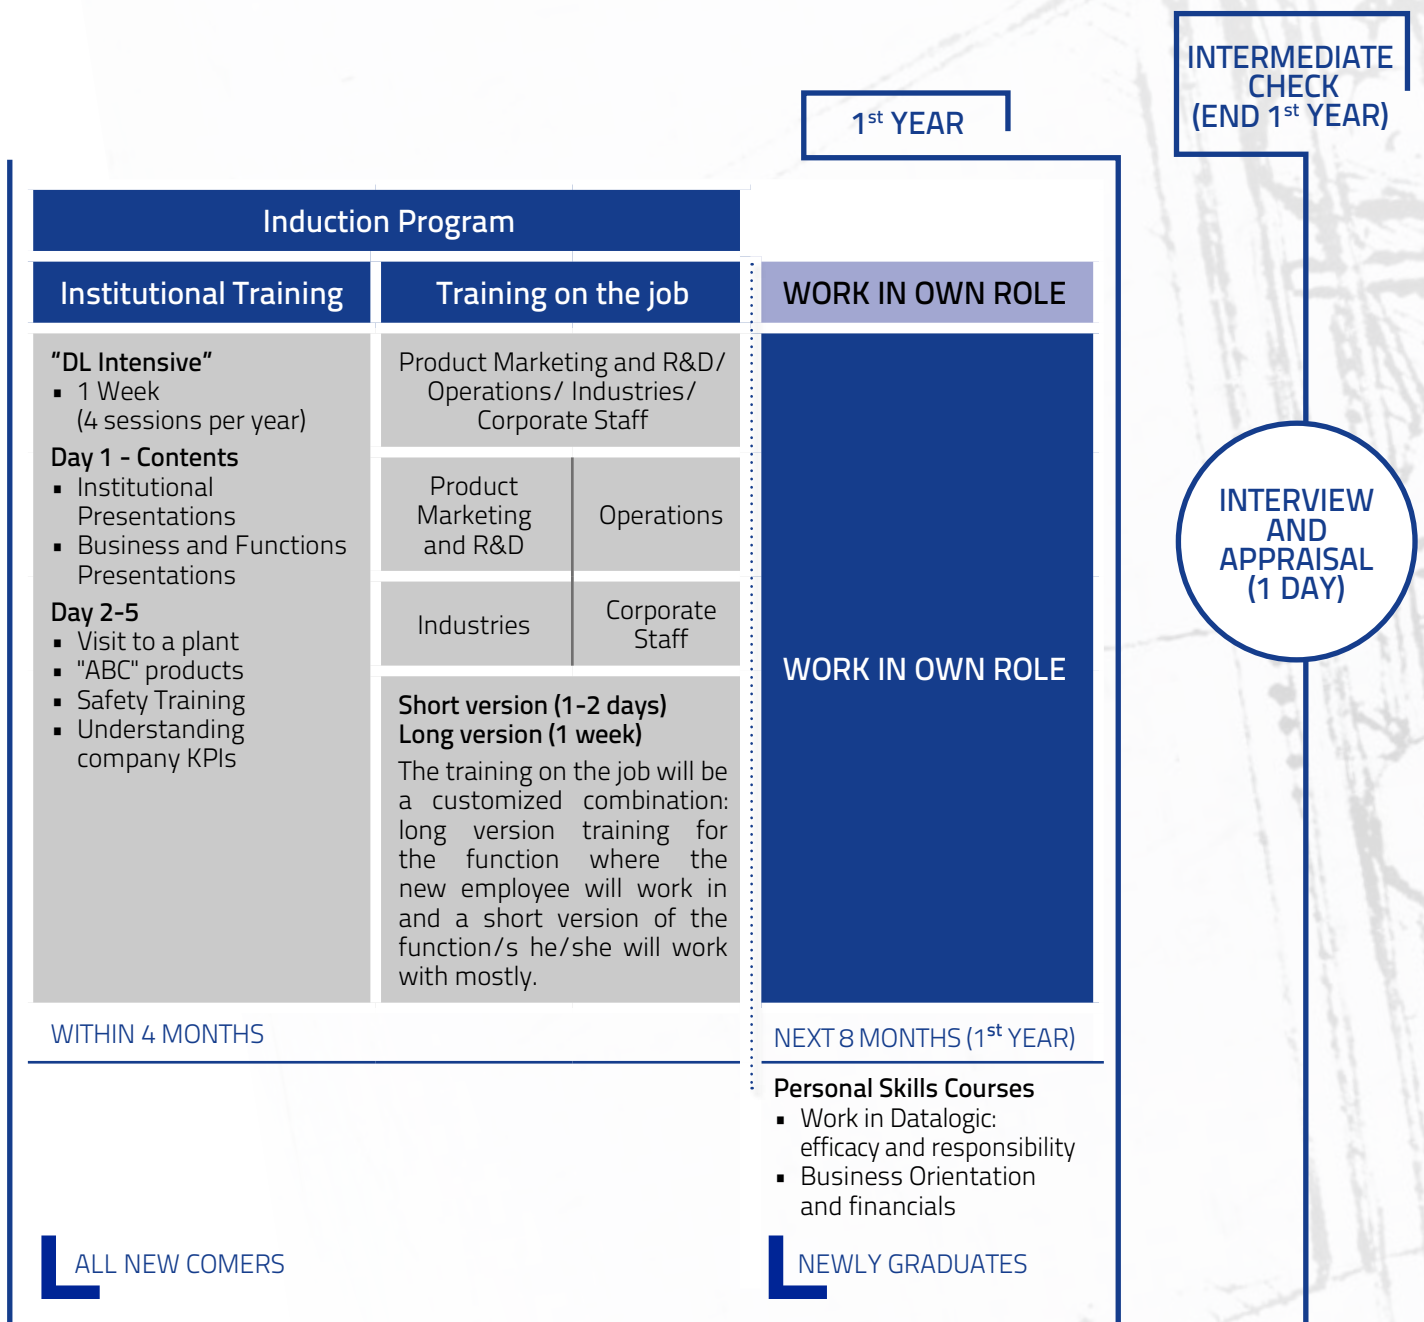 INTERMEDIATE
CHECK
(END 1st YEAR)
1st YEAR
Induction Program
Institutional Training
Training on the job
WORK IN OWN ROLE
"DL Intensive"
▪ 1 Week
(4 sessions per year)
Day 1 - Contents
▪ Institutional
Presentations
▪ Business and Functions
Presentations
Day 2-5
▪ Visit to a plant
▪ "ABC" products
▪ Safety Training
▪ Understanding
company KPIs
Product Marketing and R&D/
Operations/ Industries/
Corporate Staff
Product
Marketing
and R&D
Operations
Industries
Corporate
Staff
Short version (1-2 days)
Long version (1 week)
The training on the job will be
a customized combination:
long version training for
the function where the
new employee will work in
and a short version of the
function/s he/she will work
with mostly.
WORK IN OWN ROLE
INTERVIEW
AND
APPRAISAL
(1 DAY)
WITHIN 4 MONTHS
NEXT 8 MONTHS (1st YEAR)
Personal Skills Courses
▪ Work in Datalogic:
efficacy and responsibility
▪ Business Orientation
and financials
ALL NEW COMERS
NEWLY GRADUATES